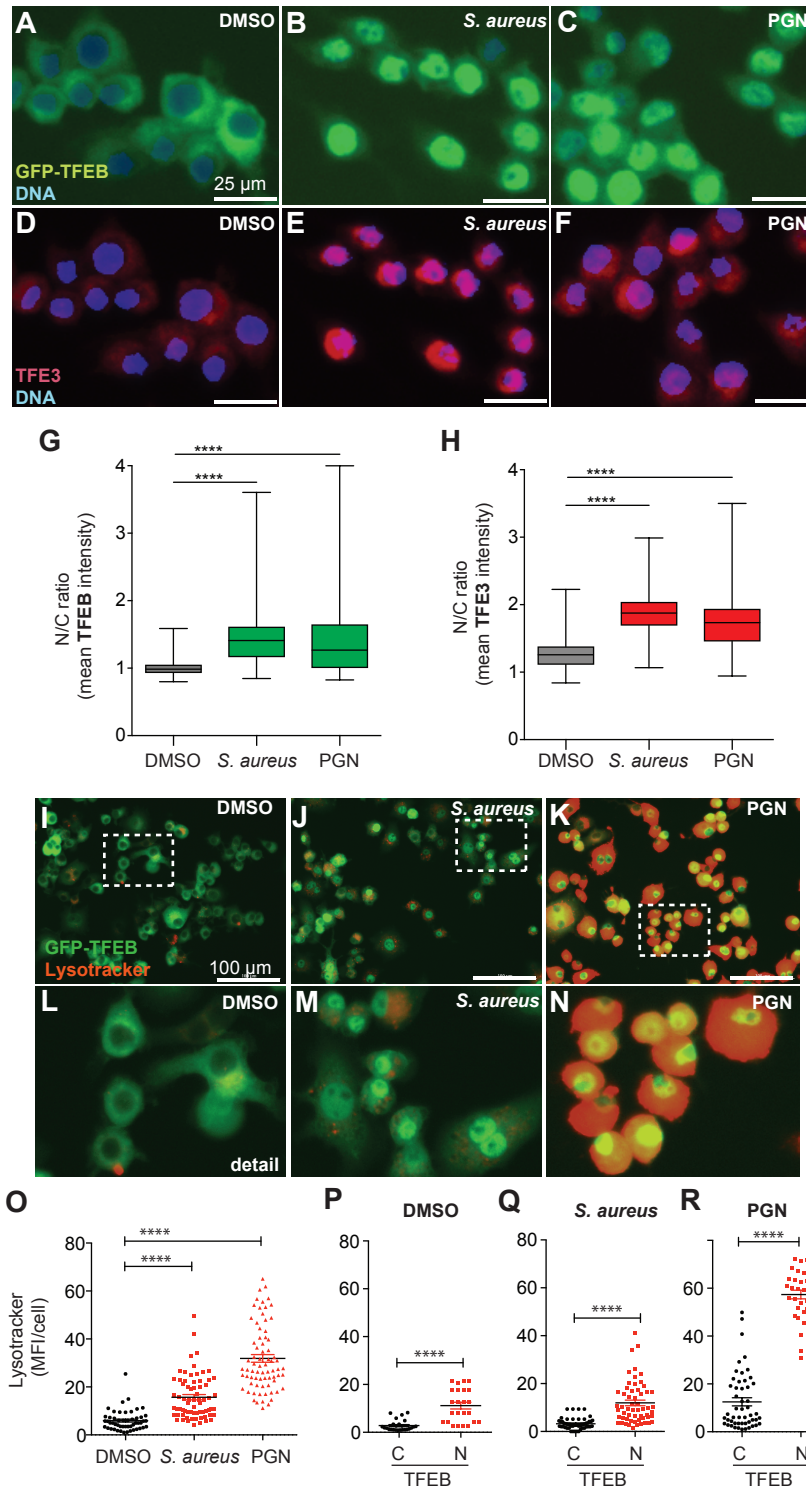 A
DMSO
GFP-TFEB
DNA
25 µm
B
S. aureus
C
PGN
D
DMSO
TFE3
DNA
E
S. aureus
F
PGN
G
N/C ratio
(mean TFEB intensity)
4
3
2
1
0
****
****
DMSO
S. aureus
PGN
H
N/C ratio
(mean TFE3 intensity)
4
3
2
1
0
****
****
DMSO
S. aureus
PGN
I
DMSO
GFP-TFEB
Lysotracker
100 µm
J
S. aureus
K
PGN
L
DMSO
detail
M
S. aureus
N
PGN
O
Lysotracker
(MFI/cell)
80
60
40
20
0
****
****
DMSO
S. aureus
PGN
P
DMSO
80
60
40
20
0
****
C
N
TFEB
Q
S. aureus
80
60
40
20
0
****
C
N
TFEB
R
PGN
80
60
40
20
0
****
C
N
TFEB